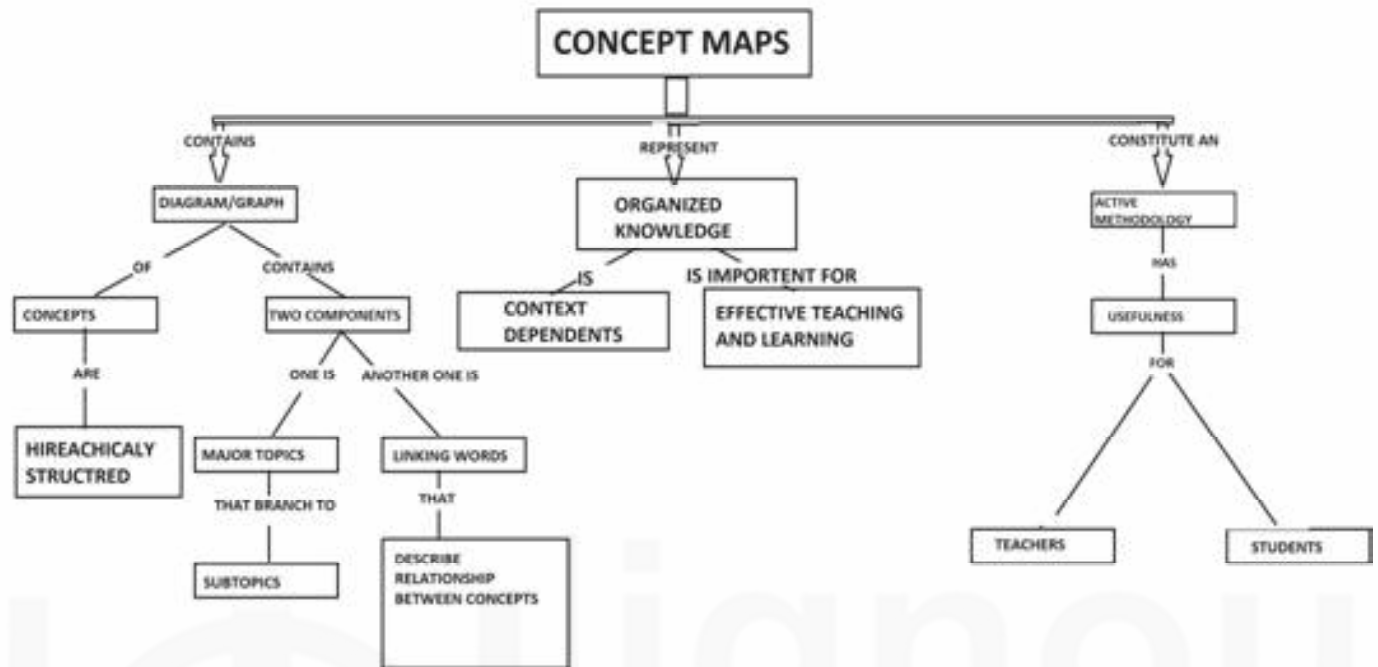 CONCEPT MAPS
CONTAINS
REPRESENT
CONSTITUTE AN
DIAGRAM/GRAPH
ORGANIZED
KNOWLEDGE
ACTIVE
METHODOLOGY
OF
CONTAINS
IS
IS IMPORTENT FOR
HAS
CONCEPTS
TWO COMPONENTS
CONTEXT
DEPENDENTS
EFFECTIVE TEACHING
AND LEARNING
USEFULNESS
ARE
ONE IS
ANOTHER ONE IS
FOR
HIREACHICALY
STRUCTRED
MAJOR TOPICS
LINKING WORDS
THAT BRANCH TO
THAT
SUBTOPICS
DESCRIBE
RELATIONSHIP
BETWEEN CONCEPTS
TEACHERS
STUDENTS
ignou